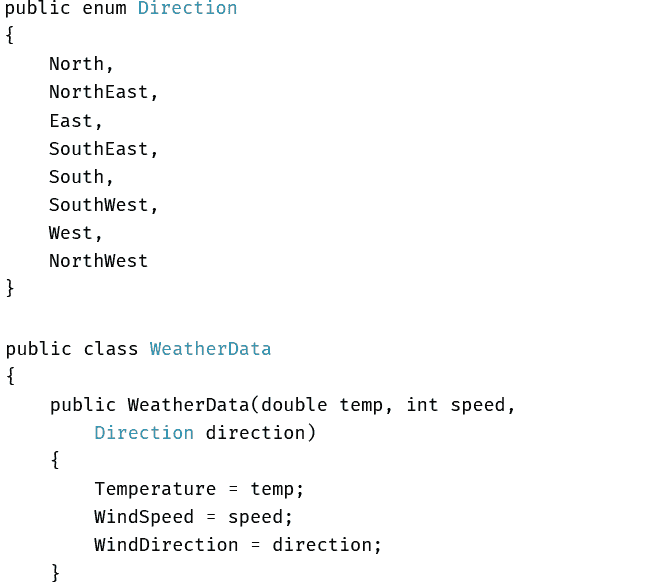 public enum Direction
{
    North,
    NorthEast,
    East,
    SouthEast,
    South,
    SouthWest,
    West,
    NorthWest
}

public class WeatherData
{
    public WeatherData(double temp, int speed,
        Direction direction)
    {
        Temperature = temp;
        WindSpeed = speed;
        WindDirection = direction;
    }